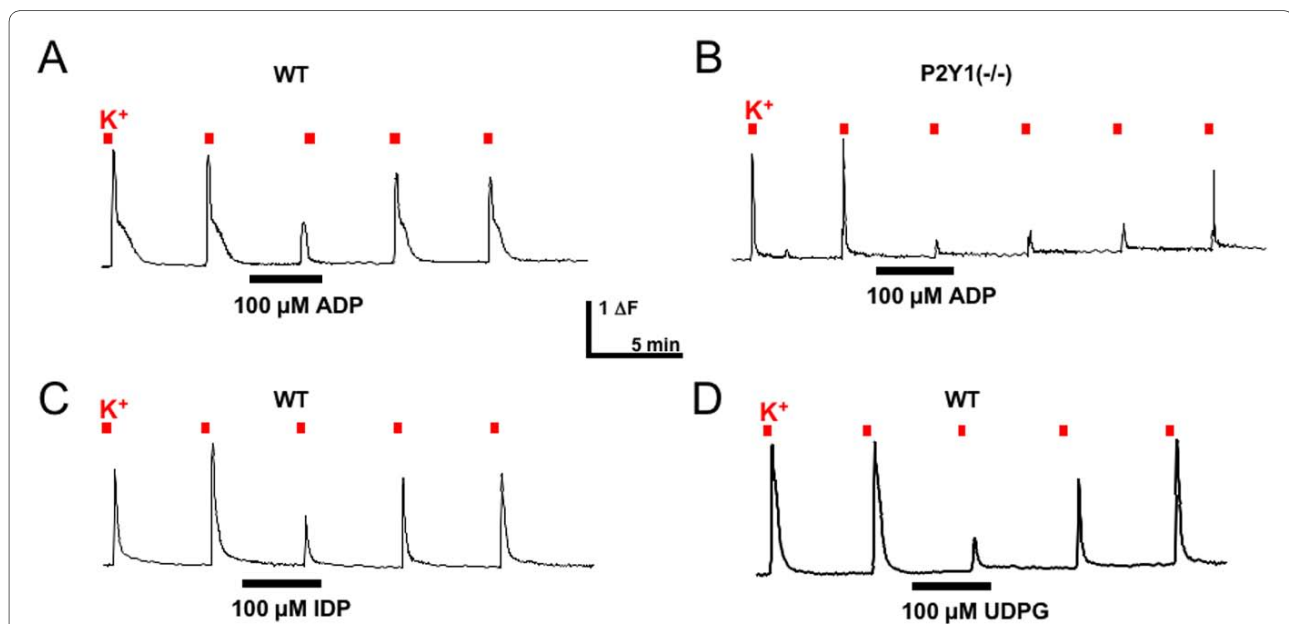 A
WT
K+
100 µM ADP
B
P2Y1(-/-)
K+
100 µM ADP
1 ΔF
5 min
C
WT
K+
100 µM IDP
D
WT
K+
100 µM UDPG